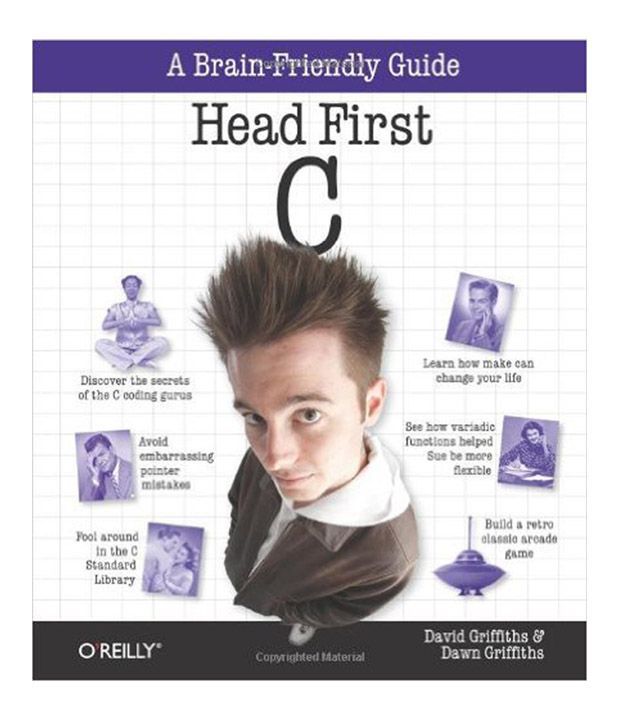 A Brain-Friendly Guide
Head First
C
Discover the secrets
of the C coding gurus
Learn how make can
change your life
Avoid
embarrassing
pointer
mistakes
See how variadic
functions helped
Sue be more
flexible
Fool around
in the C
Standard
Library
Build a retro
classic arcade
game
O'REILLY®
David Griffiths &
Dawn Griffiths
Copyrighted Material